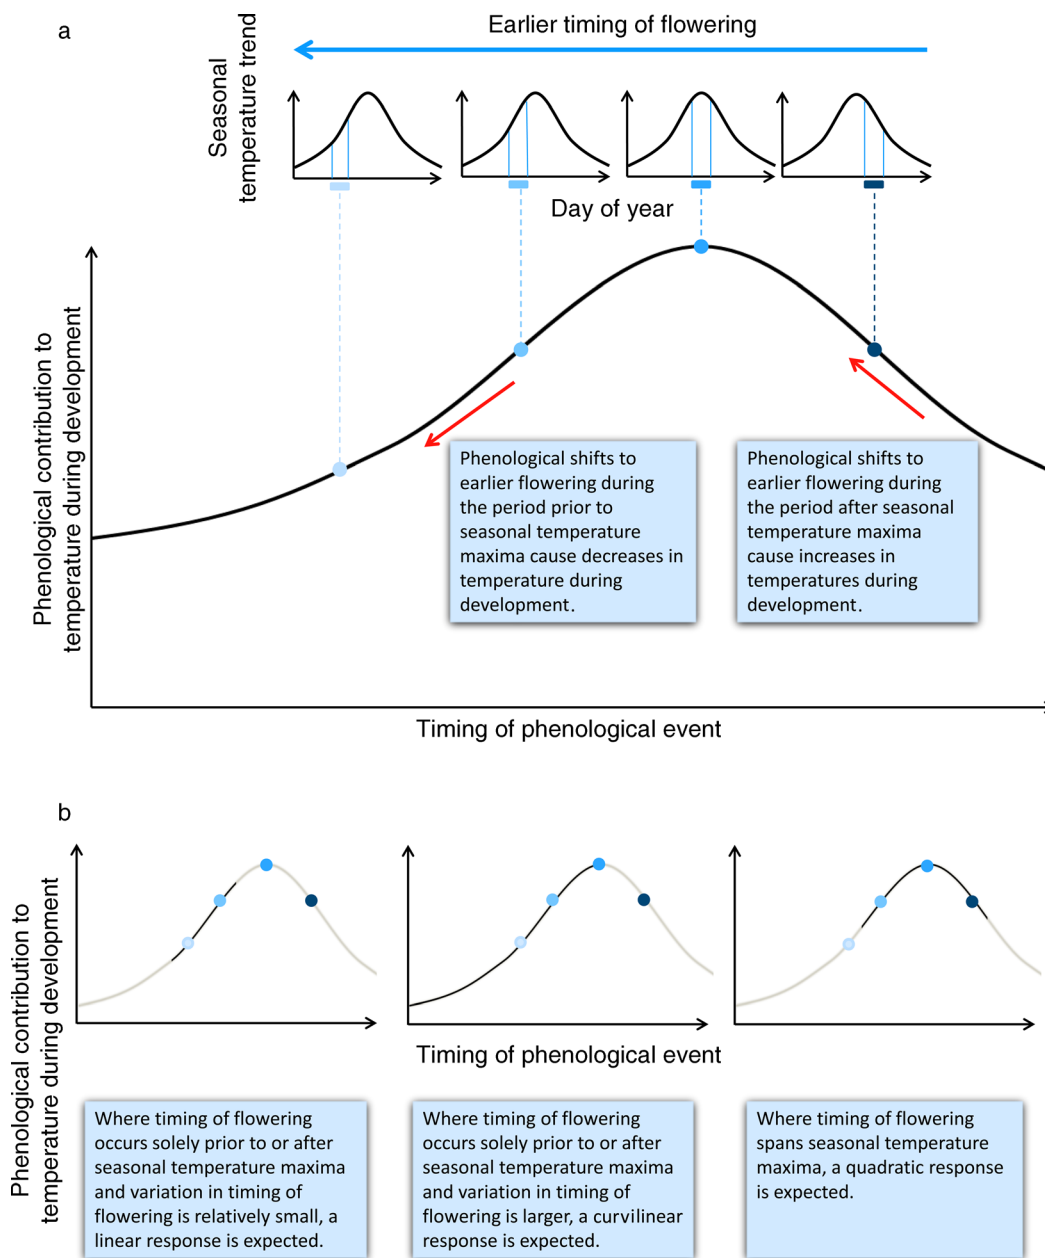 a
Earlier timing of flowering
Seasonal
temperature trend
Day of year
Phenological contribution to
temperature during development
Phenological shifts to
earlier flowering during
the period prior to
seasonal temperature
maxima cause decreases in
temperature during
development.
Phenological shifts to
earlier flowering during
the period after seasonal
temperature maxima
cause increases in
temperatures during
development.
Timing of phenological event
b
Phenological contribution to
temperature during development
Timing of phenological event
Where timing of flowering
occurs solely prior to or after
seasonal temperature maxima
and variation in timing of
flowering is relatively small, a
linear response is expected.
Where timing of flowering
occurs solely prior to or after
seasonal temperature maxima
and variation in timing of
flowering is larger, a curvilinear
response is expected.
Where timing of flowering
spans seasonal temperature
maxima, a quadratic response
is expected.